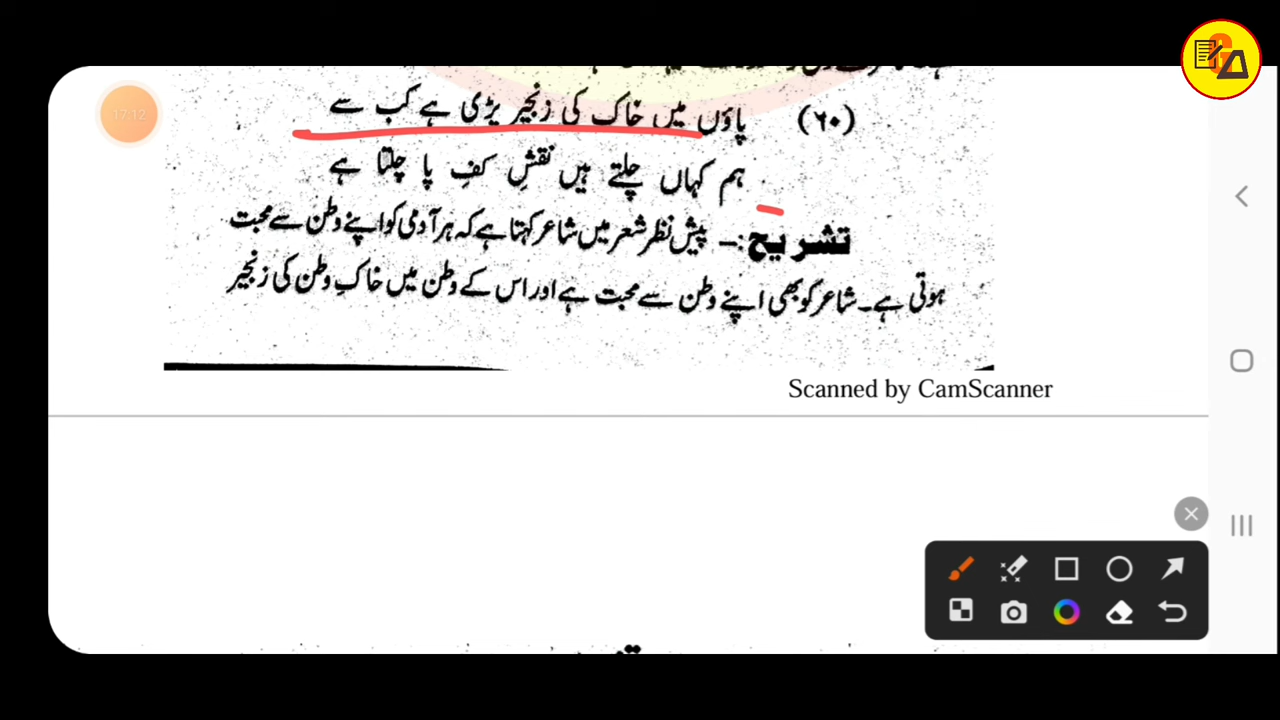 17:12
(۶۰) پاؤں میں خاک کی زنجیر پڑی ہے کب سے
ہم کہاں چلتے ہیں نقشِ کفِ پا چلتا ہے
تشریح:- پیش نظر شعر میں شاعر کہتا ہے کہ ہر آدمی کو اپنے وطن سے محبت
ہوتی ہے۔ شاعر کو بھی اپنے وطن سے محبت ہے اور اس کے وطن میں خاکِ وطن کی زنجیر
Scanned by CamScanner